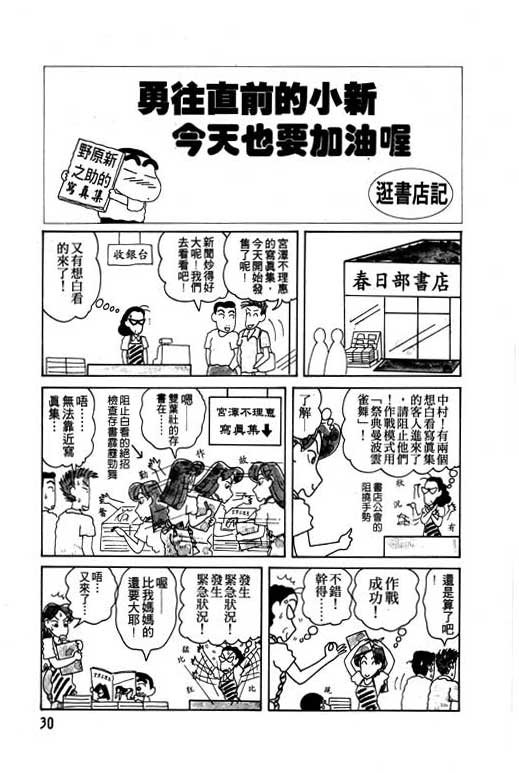 勇往直前的小新
今天也要加油喔
野原新
之助的
寫真集
逛書店記
春日部書店
宮澤不理惠
的寫真集，
今天開始發
售了呢！
新聞炒得好
大呢！我們
去看看吧！
收銀台
又有想白看
的來了！
中村！有兩個
想白看寫真集
的客人進來了
，請阻止他們
！作戰模式用
「祭典曼波雲
雀舞」！
狀況
有
書店公會的
阻撓手勢
了解
宮澤不理惠
寫真集⬇
嗯──
雙葉社的存
書在……
阻止白看的絕招
檢查存書霹靂勁舞
唔……
無法靠近寫
真集…
還是算了吧
！
作戰
成功！
不錯！
幹得……
發生
緊急狀況！
發生
緊急狀況！
猛
比
狂
比
喔──
比我媽媽的
還要大耶！
唔…
又來了…
30